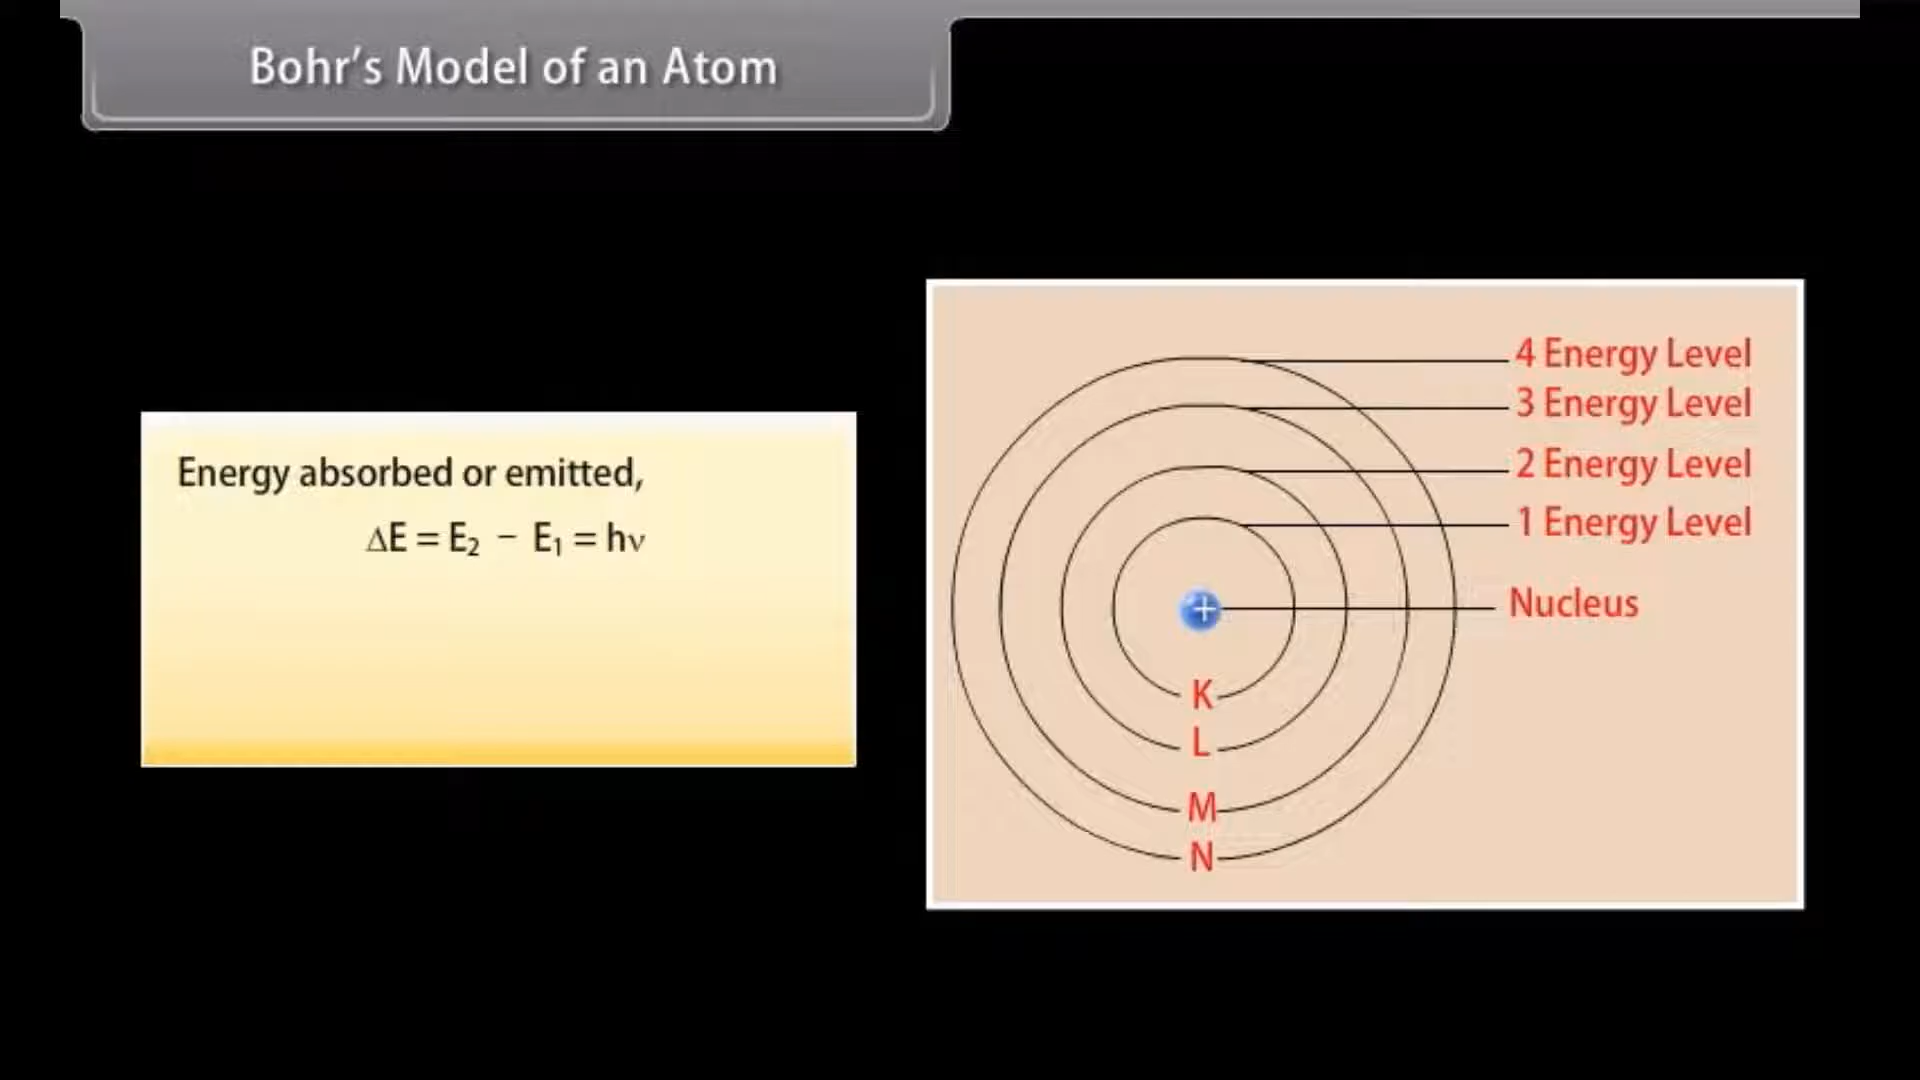 Bohr's Model of an Atom
Energy absorbed or emitted,
ΔE = E₂ − E₁ = hν
4 Energy Level
3 Energy Level
2 Energy Level
1 Energy Level
+
Nucleus
K
L
M
N